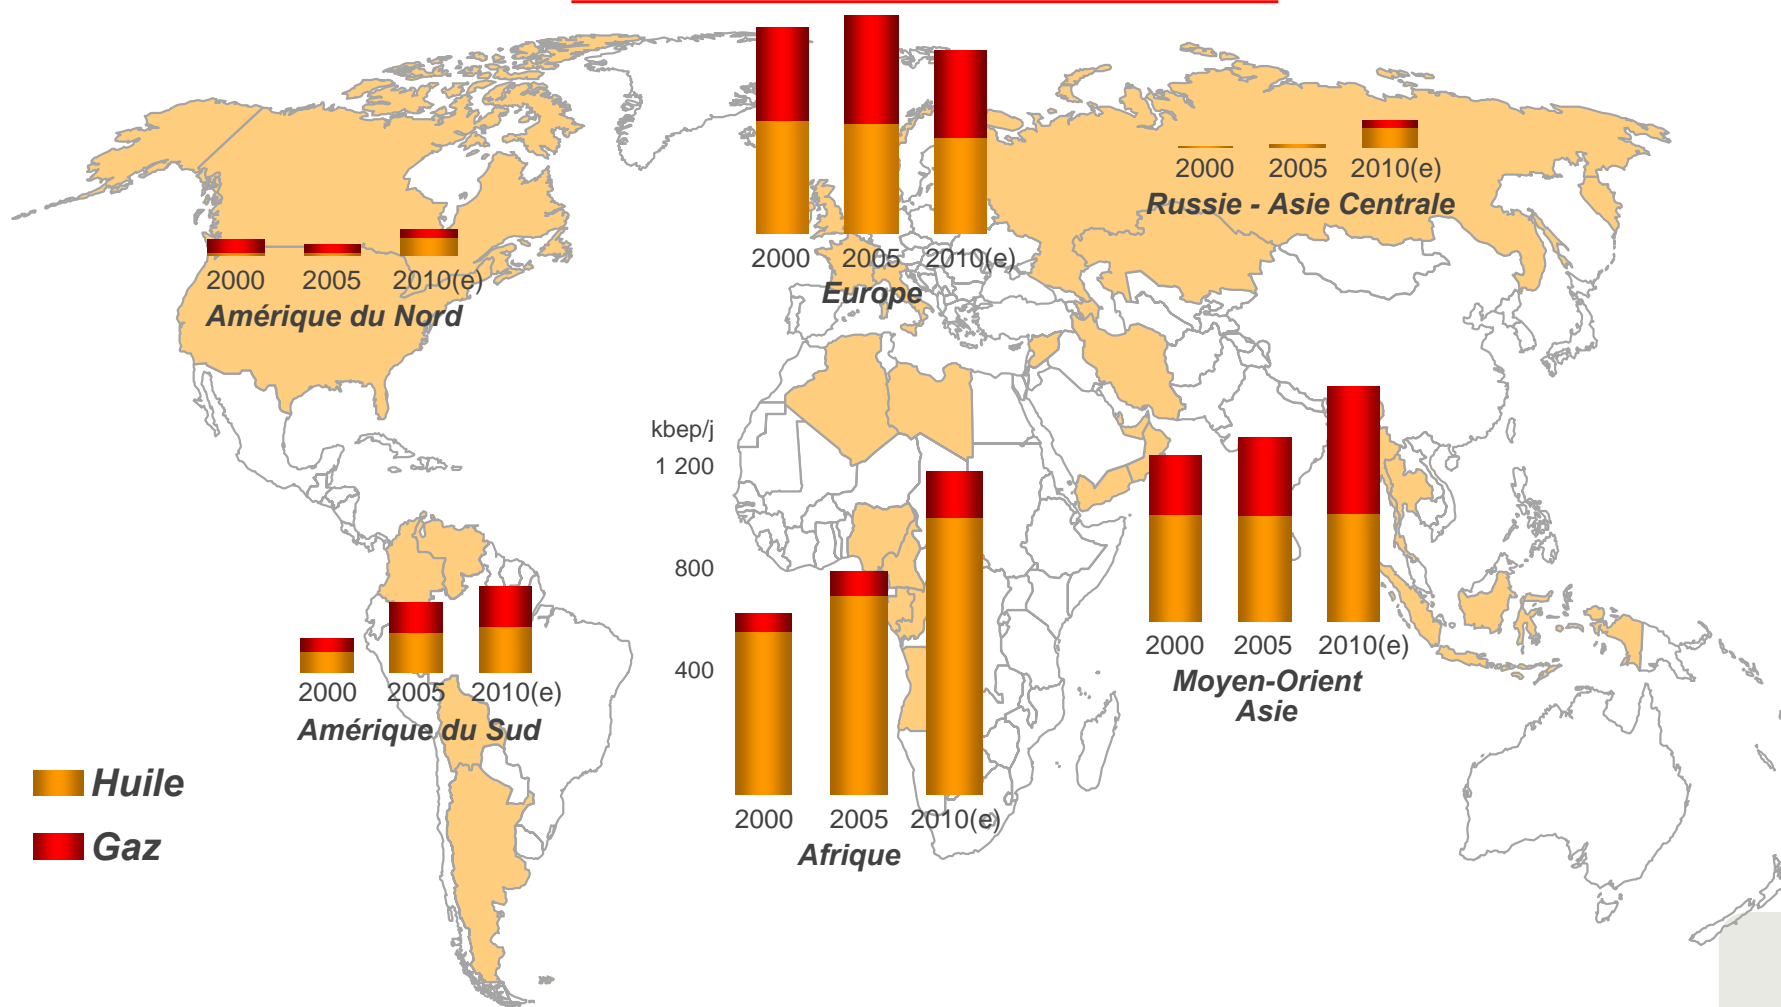 2000 2005 2010(e)
Europe
2000 2005 2010(e)
Russie - Asie Centrale
2000 2005 2010(e)
Amérique du Nord
kbep/j
1 200
800
400
2000 2005 2010(e)
Afrique
2000 2005 2010(e)
Moyen-Orient
Asie
2000 2005 2010(e)
Amérique du Sud
Huile
Gaz